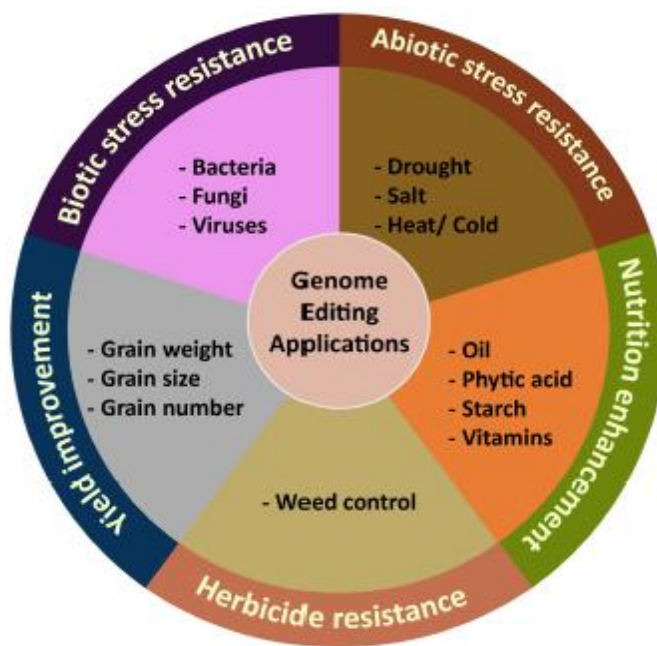 Biotic stress resistance
Abiotic stress resistance
- Bacteria
- Fungi
- Viruses
- Drought
- Salt
- Heat/ Cold
Genome
Editing
Applications
Yield improvement
- Grain weight
- Grain size
- Grain number
Nutrition enhancement
- Oil
- Phytic acid
- Starch
- Vitamins
- Weed control
Herbicide resistance